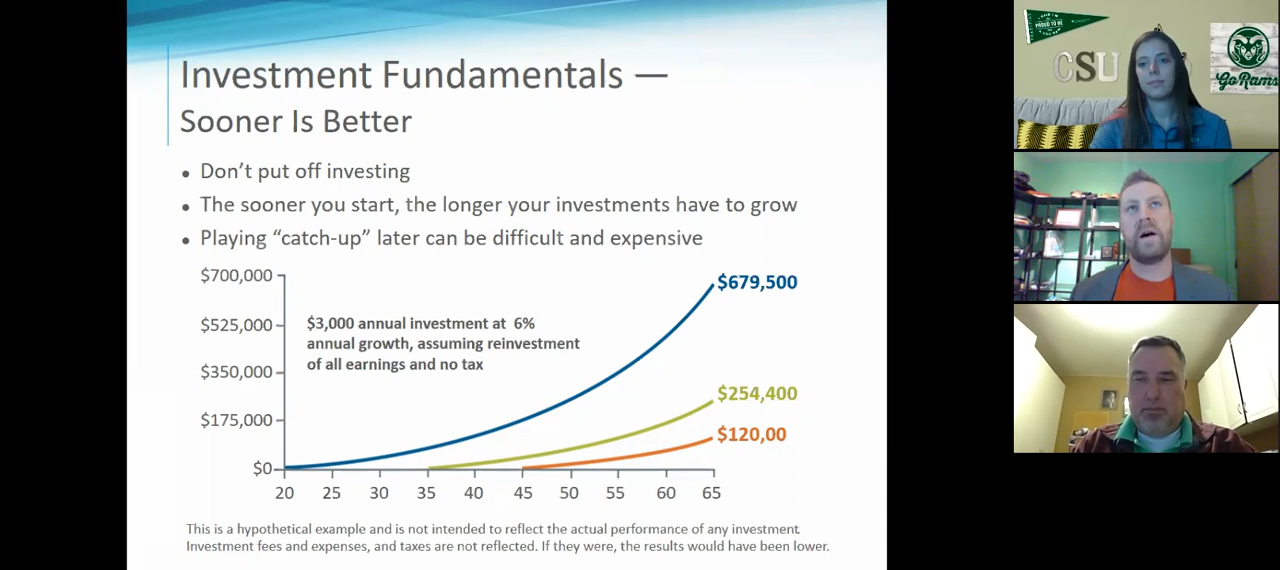 Investment Fundamentals —
Sooner Is Better
• Don’t put off investing
• The sooner you start, the longer your investments have to grow
• Playing “catch-up” later can be difficult and expensive
$700,000
$525,000
$350,000
$175,000
$0
$3,000 annual investment at 6%
annual growth, assuming reinvestment
of all earnings and no tax
$679,500
$254,400
$120,00
20 25 30 35 40 45 50 55 60 65
This is a hypothetical example and is not intended to reflect the actual performance of any investment.
Investment fees and expenses, and taxes are not reflected. If they were, the results would have been lower.
PROUD TO BE
CSU
Go Rams